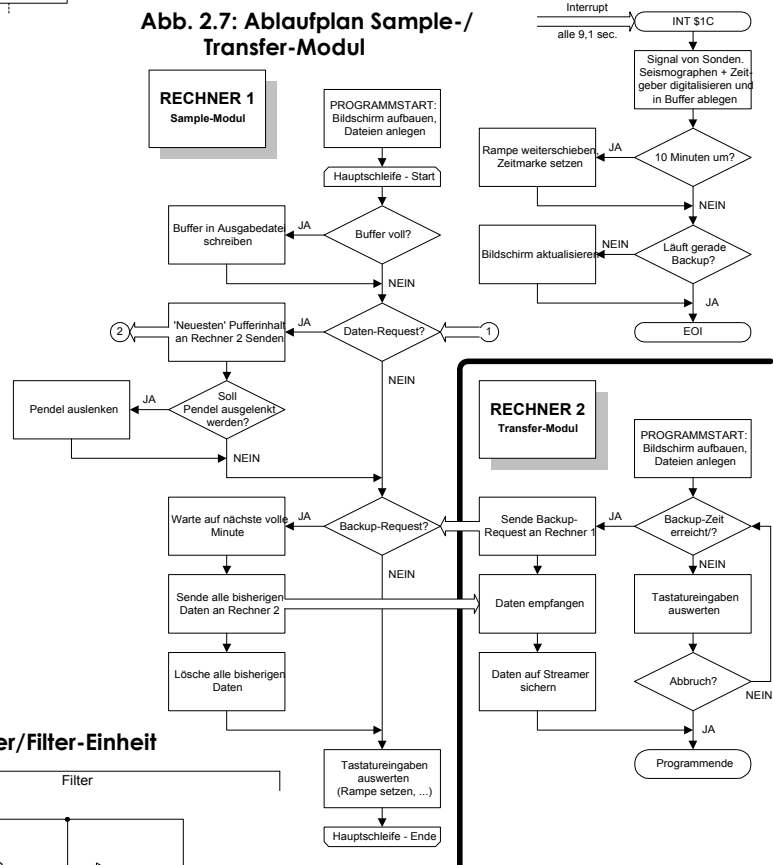 Abb. 2.7: Ablaufplan Sample-/
Transfer-Modul
RECHNER 1
Sample-Modul
PROGRAMMSTART:
Bildschirm aufbauen,
Dateien anlegen
Hauptschleife - Start
Buffer voll?
JA
Buffer in Ausgabedatei
schreiben
NEIN
Daten-Request?
1
JA
'Neuesten' Pufferinhalt
an Rechner 2 Senden
2
NEIN
Soll
Pendel ausgelenkt
werden?
JA
Pendel auslenken
NEIN
Backup-Request?
JA
Warte auf nächste volle
Minute
NEIN
Sende alle bisherigen
Daten an Rechner 2
Lösche alle bisherigen
Daten
Tastatureingaben
auswerten
(Rampe setzen, ...)
Hauptschleife - Ende
Interrupt
alle 9,1 sec.
INT $1C
Signal von Sonden.
Seismographen + Zeit-
geber digitalisieren und
in Buffer ablegen
10 Minuten um?
JA
Rampe weiterschieben,
Zeitmarke setzen
NEIN
Läuft gerade
Backup?
NEIN
Bildschirm aktualisieren
JA
EOI
RECHNER 2
Transfer-Modul
PROGRAMMSTART:
Bildschirm aufbauen,
Dateien anlegen
Backup-Zeit
erreicht/?
JA
Sende Backup-
Request an Rechner 1
NEIN
Daten empfangen
Tastatureingaben
auswerten
Daten auf Streamer
sichern
Abbruch?
NEIN
JA
Programmende
er/Filter-Einheit
Filter